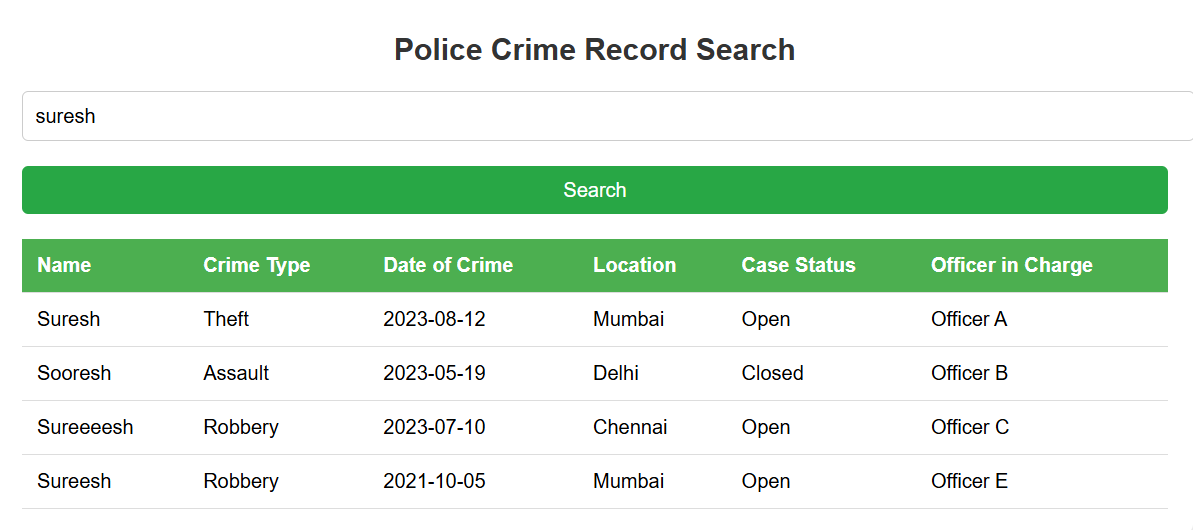 Police Crime Record Search
suresh
Search
Name Crime Type Date of Crime Location Case Status Officer in Charge
Suresh Theft 2023-08-12 Mumbai Open Officer A
Sooresh Assault 2023-05-19 Delhi Closed Officer B
Sureeeesh Robbery 2023-07-10 Chennai Open Officer C
Sureesh Robbery 2021-10-05 Mumbai Open Officer E